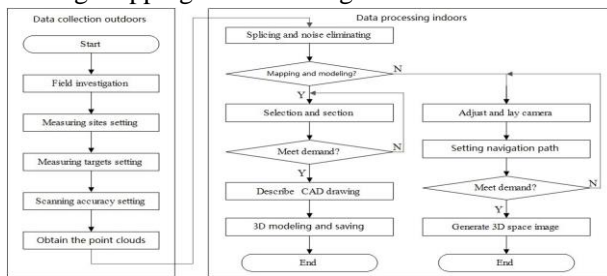 Data collection outdoors
Start
Field investigation
Measuring sites setting
Measuring targets setting
Scanning accuracy setting
Obtain the point clouds
Data processing indoors
Splicing and noise eliminating
Mapping and modeling?
N
Y
Selection and section
Meet demand?
N
Y
Describe CAD drawing
3D modeling and saving
End
Adjust and lay camera
Setting navigation path
Meet demand?
N
Y
Generate 3D space image
End